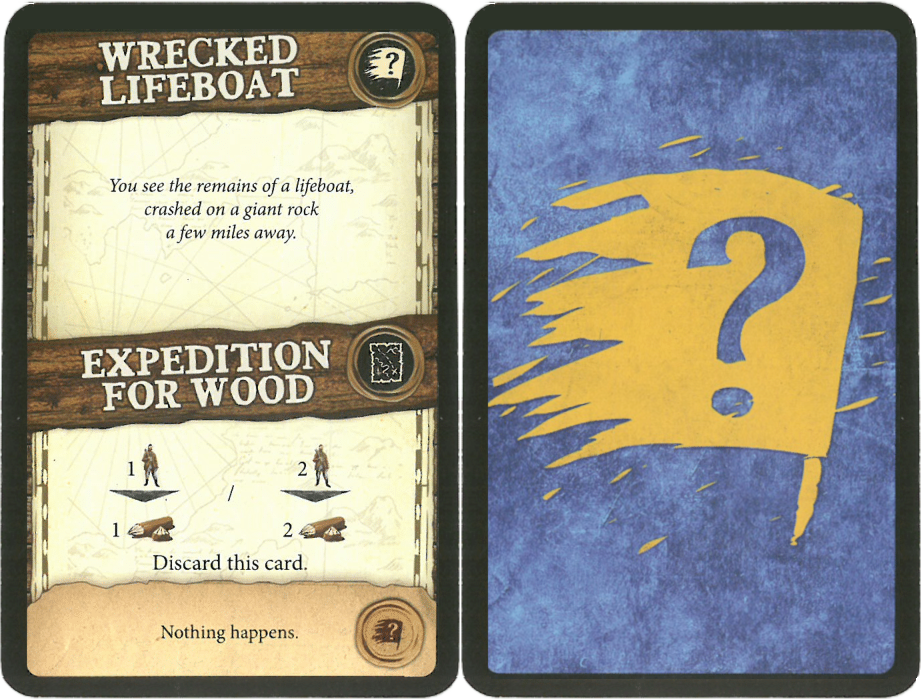 WRECKED
LIFEBOAT
?
You see the remains of a lifeboat,
crashed on a giant rock
a few miles away.
EXPEDITION
FOR WOOD
1 / 2
1 2
Discard this card.
Nothing happens.
?
?